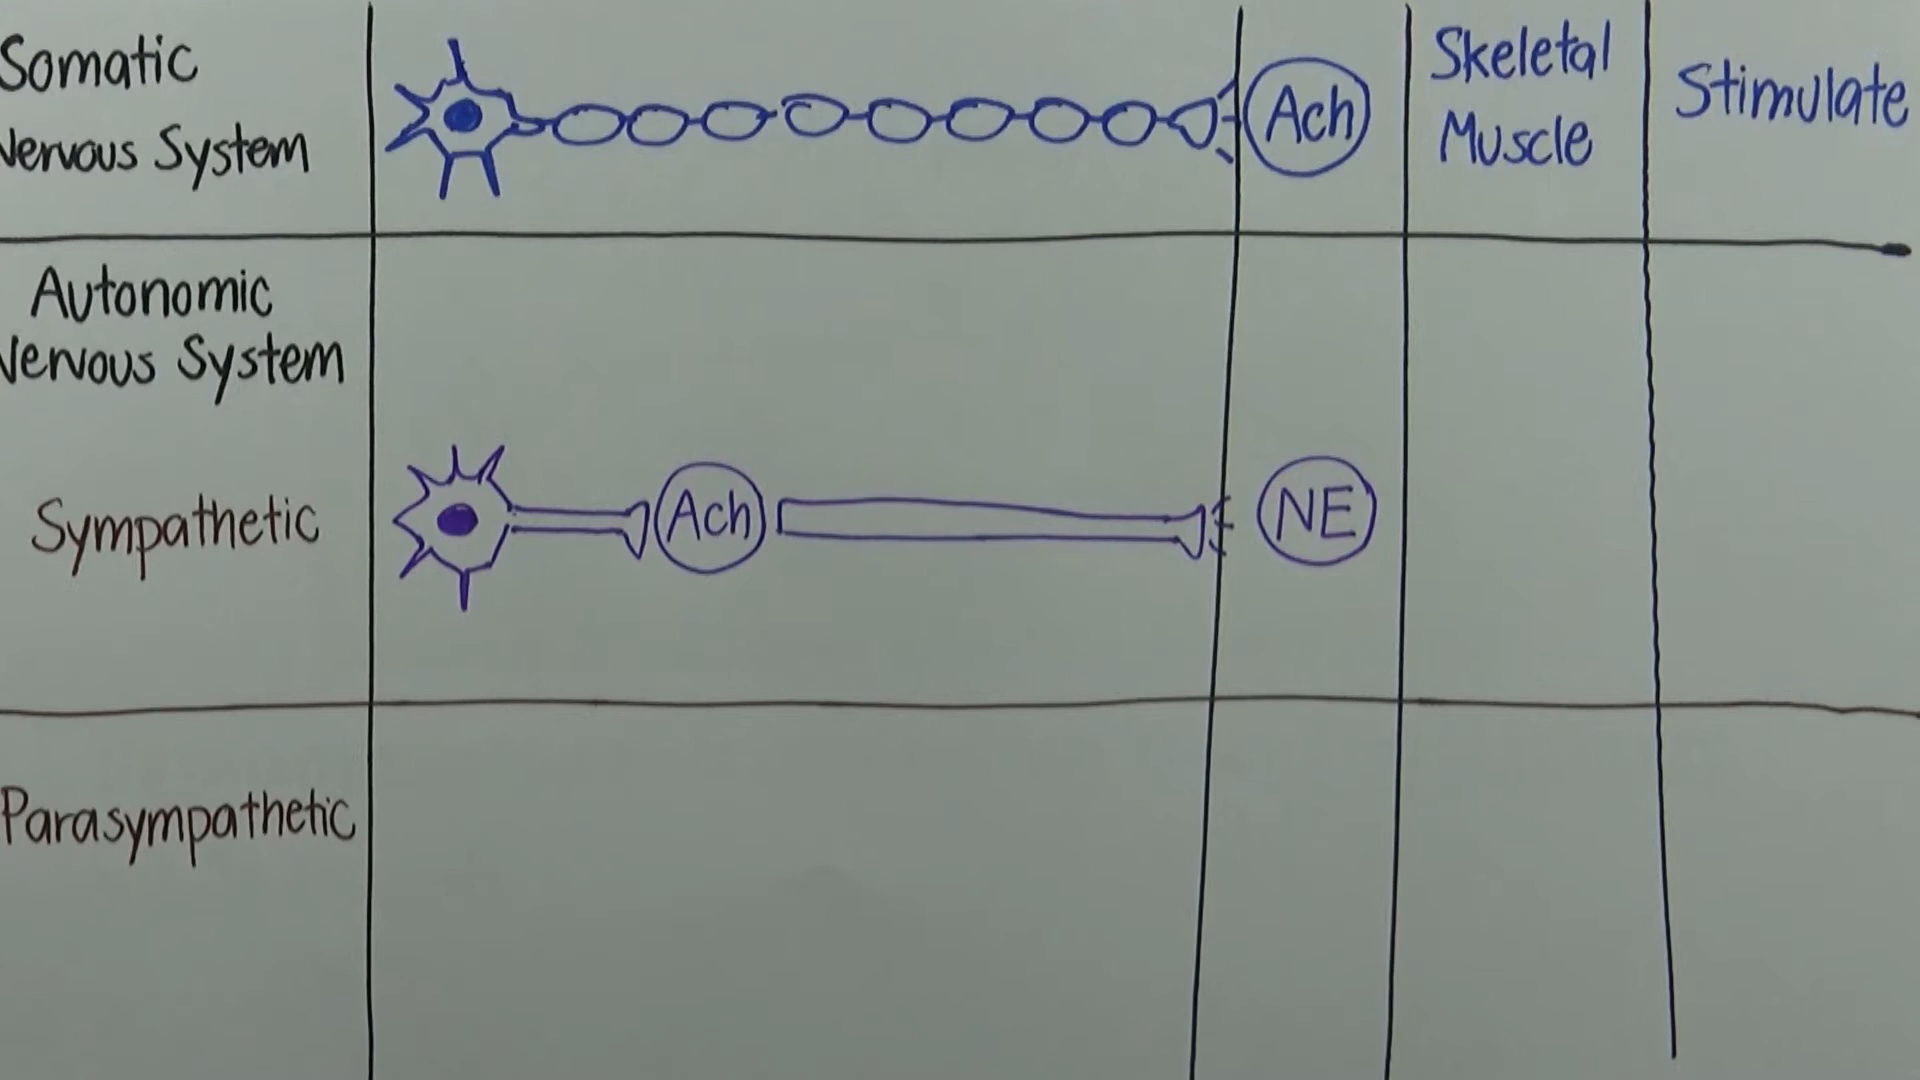 Somatic
Nervous System
Ach
Skeletal
Muscle
Stimulate
Autonomic
Nervous System
Sympathetic
Ach
NE
Parasympathetic